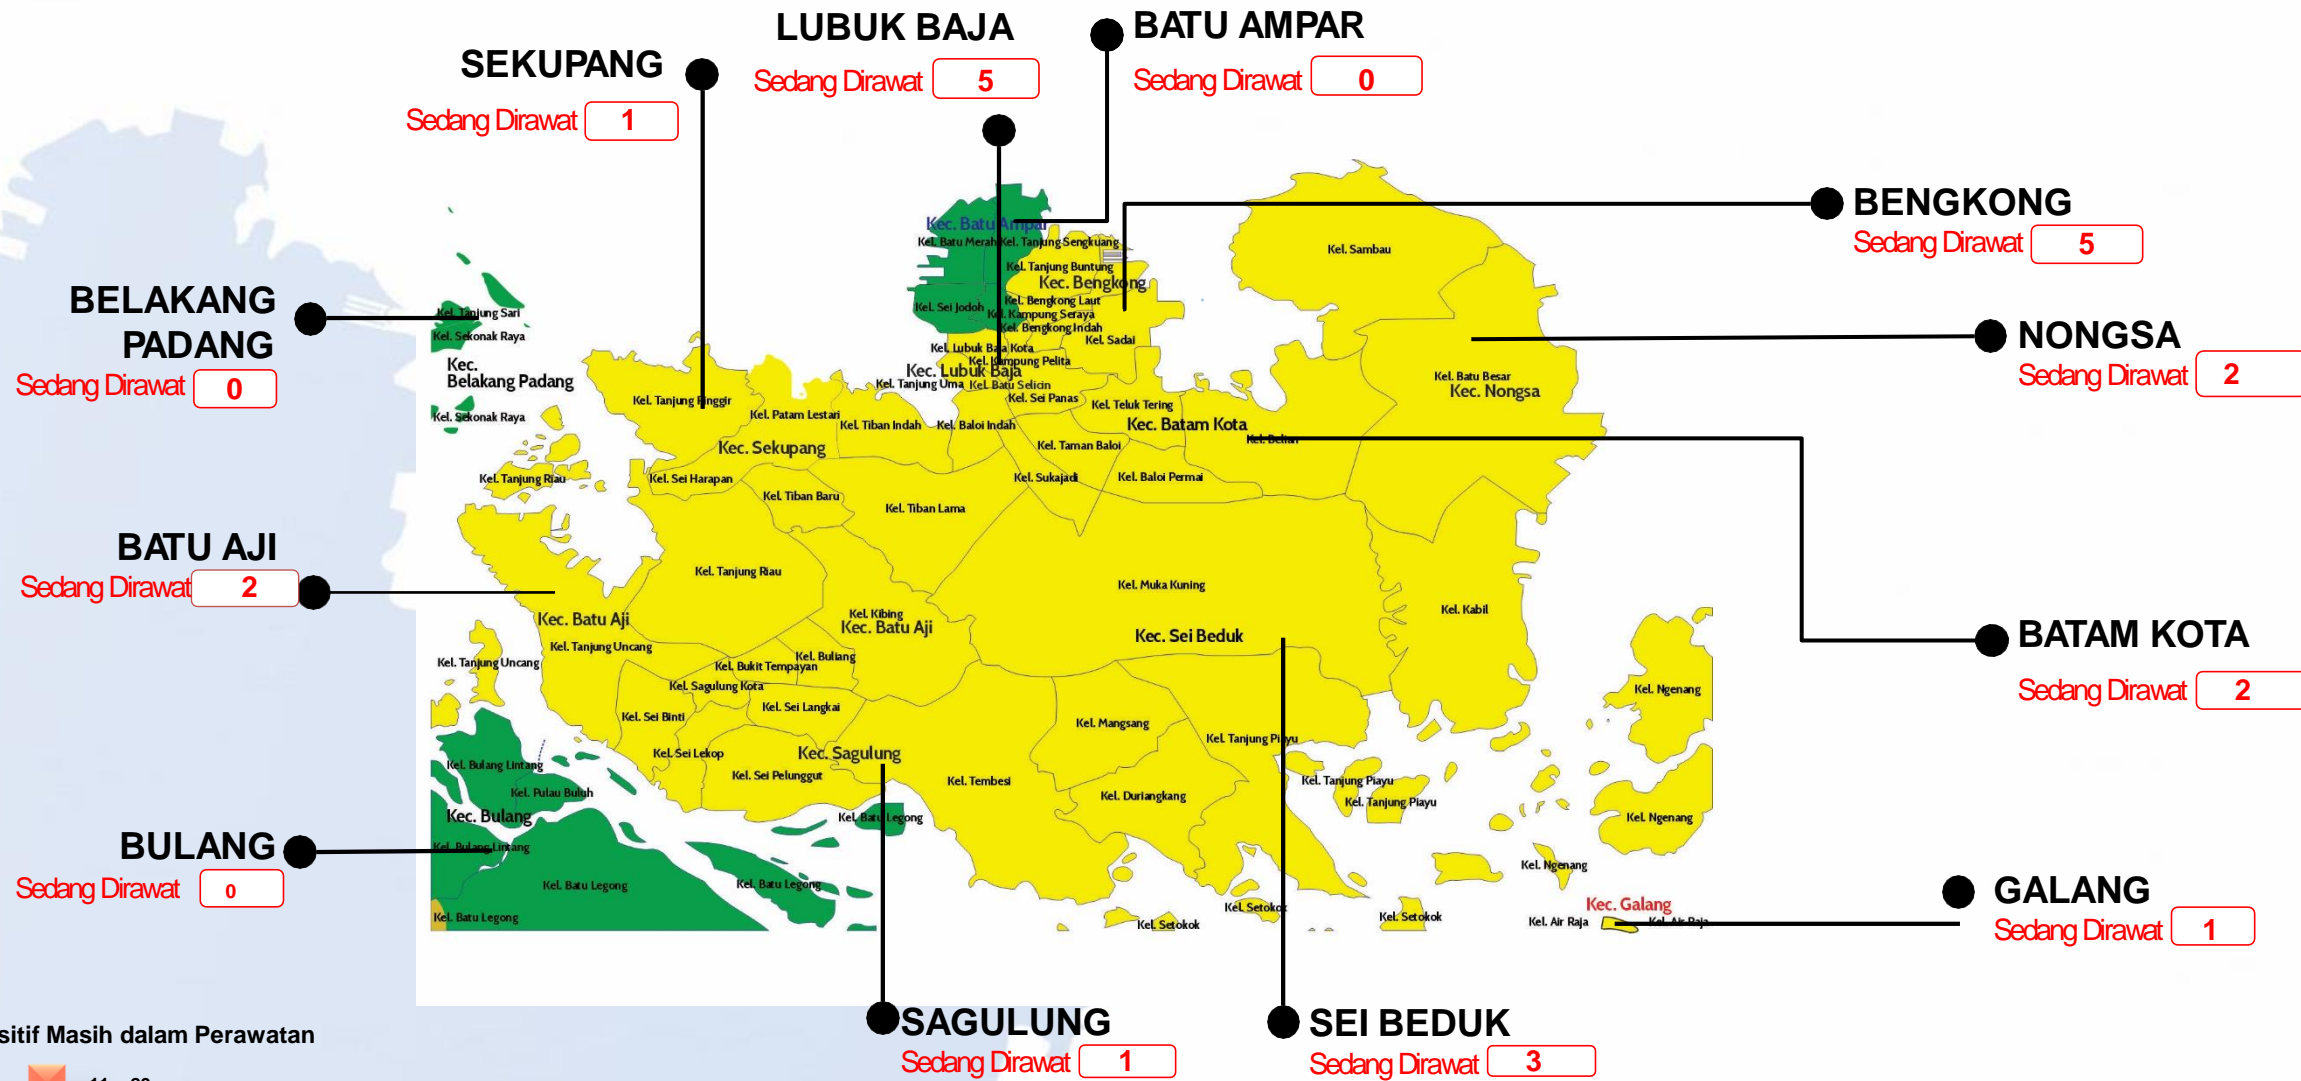 LUBUK BAJA
Sedang Dirawat 5
BATU AMPAR
Sedang Dirawat 0
SEKUPANG
Sedang Dirawat 1
BENGKONG
Sedang Dirawat 5
BELAKANG
PADANG
Sedang Dirawat 0
NONGSA
Sedang Dirawat 2
BATU AJI
Sedang Dirawat 2
BATAM KOTA
Sedang Dirawat 2
BULANG
Sedang Dirawat 0
GALANG
Sedang Dirawat 1
SAGULUNG
Sedang Dirawat 1
SEI BEDUK
Sedang Dirawat 3
Kec. Batu Ampar
Kel. Batu Merah
Kel. Tanjung Sengkuang
Kel. Tanjung Buntung
Kec. Bengkong
Kel. Bengkong Laut
Kel. Sei Jodoh
Kel. Kampung Seraya
Kel. Bengkong Indah
Kel. Sadai
Kel. Lubuk Baja Kota
Kel. Kampung Pelita
Kec. Lubuk Baja
Kel. Tanjung Uma
Kel. Batu Selicin
Kel. Sei Panas
Kel. Teluk Tering
Kec. Batam Kota
Kel. Belian
Kel. Taman Baloi
Kel. Sukajadi
Kel. Baloi Permai
Kel. Sambau
Kel. Batu Besar
Kec. Nongsa
Kel. Kabil
Kel. Ngenang
Kel. Ngenang
Kel. Ngenang
Kel. Tanjung Sari
Kel. Sekonak Raya
Kec.
Belakang Padang
Kel. Sekonak Raya
Kel. Tanjung Pinggir
Kel. Patam Lestari
Kel. Tiban Indah
Kel. Baloi Indah
Kec. Sekupang
Kel. Tanjung Riau
Kel. Sei Harapan
Kel. Tiban Baru
Kel. Tiban Lama
Kel. Tanjung Riau
Kel. Muka Kuning
Kec. Sei Beduk
Kel. Kibing
Kec. Batu Aji
Kec. Batu Aji
Kel. Tanjung Uncang
Kel. Tanjung Uncang
Kel. Buliang
Kel. Bukit Tempayan
Kel. Sagulung Kota
Kel. Sei Langkai
Kel. Sei Binti
Kel. Sei Lekop
Kec. Sagulung
Kel. Sei Pelunggut
Kel. Tembesi
Kel. Mangsang
Kel. Duriangkang
Kel. Tanjung Piayu
Kel. Tanjung Piayu
Kel. Tanjung Piayu
Kel. Bulang Lintang
Kel. Pulau Buluh
Kec. Bulang
Kel. Bulang Lintang
Kel. Batu Legong
Kel. Batu Legong
Kel. Batu Legong
Kel. Batu Legong
Kel. Setokok
Kel. Setokok
Kel. Setokok
Kec. Galang
Kel. Air Raja
Kel. Air Raja
sitif Masih dalam Perawatan